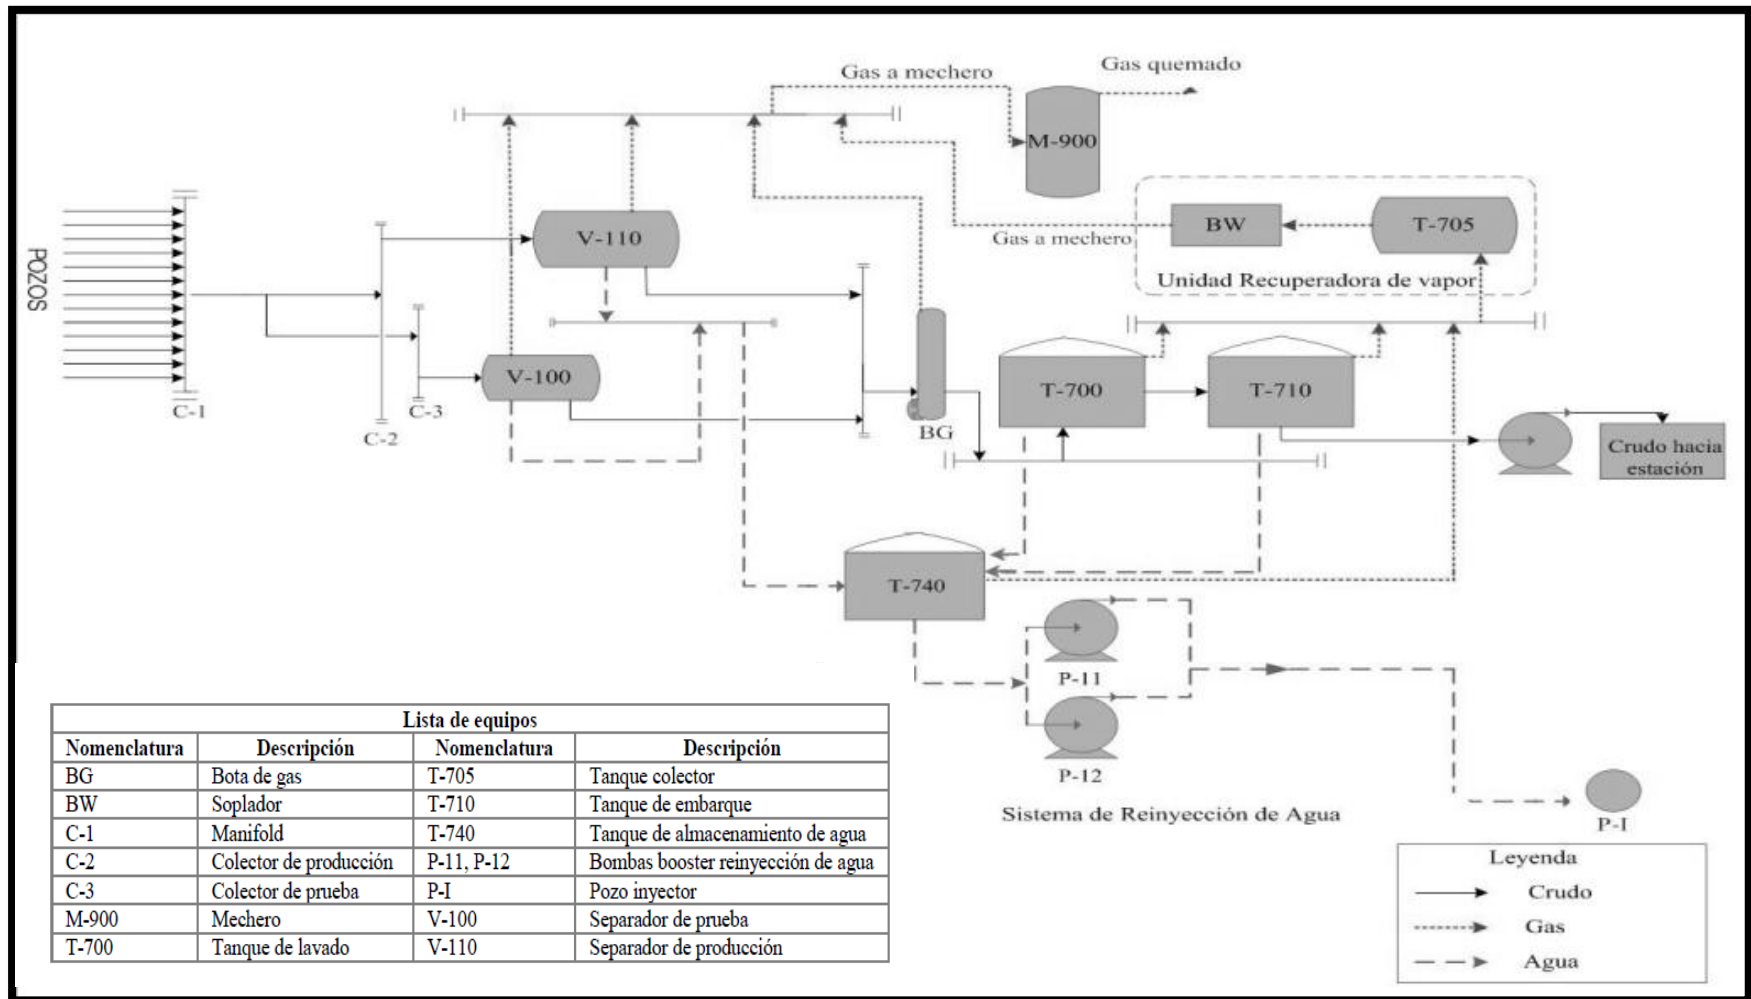 Gas a mechero
Gas quemado
M-900
POZOS
V-110
BW
T-705
Gas a mechero
Unidad Recuperadora de vapor
V-100
C-1
C-2
C-3
BG
T-700
T-710
Crudo hacia
estación
T-740
P-11
P-12
Sistema de Reinyección de Agua
P-I
Lista de equipos
Nomenclatura Descripción Nomenclatura Descripción
BG Bota de gas T-705 Tanque colector
BW Soplador T-710 Tanque de embarque
C-1 Manifold T-740 Tanque de almacenamiento de agua
C-2 Colector de producción P-11, P-12 Bombas booster reinyección de agua
C-3 Colector de prueba P-I Pozo inyector
M-900 Mechero V-100 Separador de prueba
T-700 Tanque de lavado V-110 Separador de producción
Leyenda
Crudo
Gas
Agua